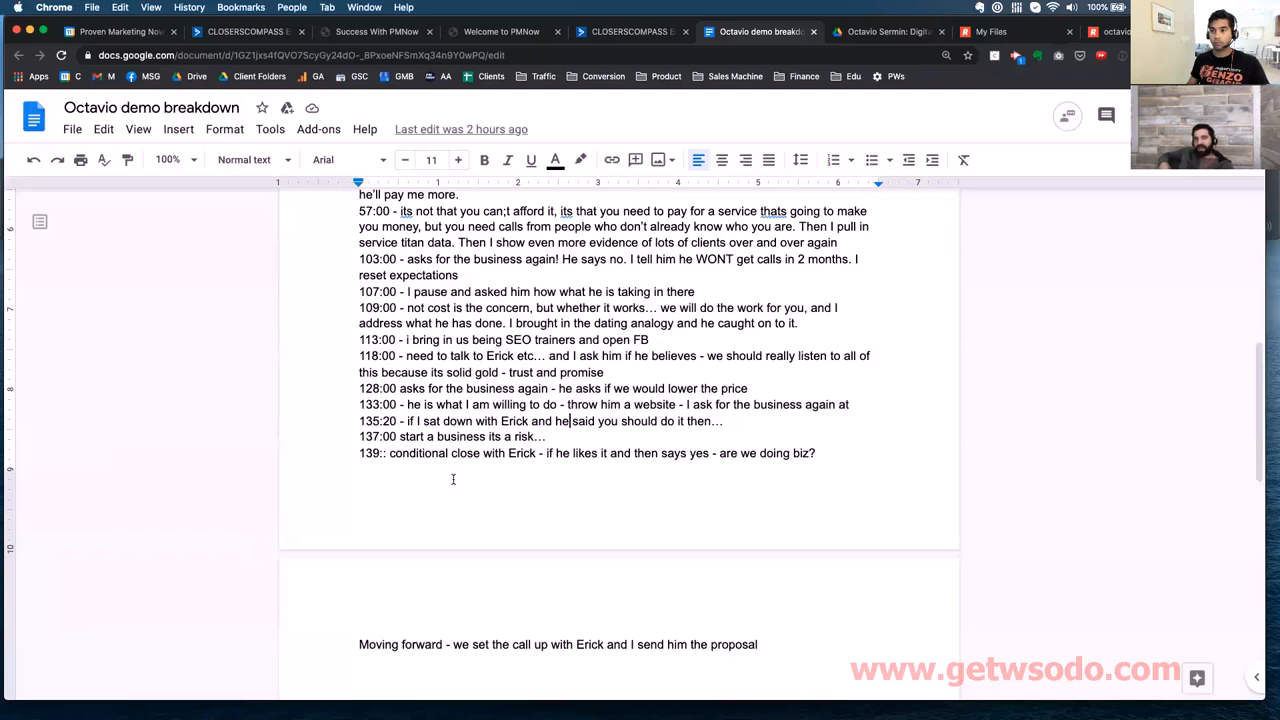 Chrome File Edit View History Bookmarks People Tab Window Help 100%
Proven Marketing Now
CLOSERSCOMPASS E
Success With PMNow
Welcome to PMNow
CLOSERSCOMPASS E
Octavio demo breakd
Octavio Sermin: Digita
My Files
octavi
docs.google.com/document/d/1GZ1jxs4fQVO7ScyGy24dO-_8PxoeNFSmXq34n9Y0wPQ/edit
Apps M MSG Drive Client Folders GA GSC GMB AA Clients Traffic Conversion Product Sales Machine Finance Edu PWs
Octavio demo breakdown
File Edit View Insert Format Tools Add-ons Help Last edit was 2 hours ago
100% Normal text Arial 11
1 1 2 3 4 5 6 7
he'll pay me more.
57:00 - its not that you can;t afford it, its that you need to pay for a service thats going to make
you money, but you need calls from people who don't already know who you are. Then I pull in
service titan data. Then I show even more evidence of lots of clients over and over again
103:00 - asks for the business again! He says no. I tell him he WONT get calls in 2 months. I
reset expectations
107:00 - I pause and asked him how what he is taking in there
109:00 - not cost is the concern, but whether it works… we will do the work for you, and I
address what he has done. I brought in the dating analogy and he caught on to it.
113:00 - i bring in us being SEO trainers and open FB
118:00 - need to talk to Erick etc… and I ask him if he believes - we should really listen to all of
this because its solid gold - trust and promise
128:00 asks for the business again - he asks if we would lower the price
133:00 - he is what I am willing to do - throw him a website - I ask for the business again at
135:20 - if I sat down with Erick and he said you should do it then…
137:00 start a business its a risk…
139:: conditional close with Erick - if he likes it and then says yes - are we doing biz?
Moving forward - we set the call up with Erick and I send him the proposal
www.getwsodo.com